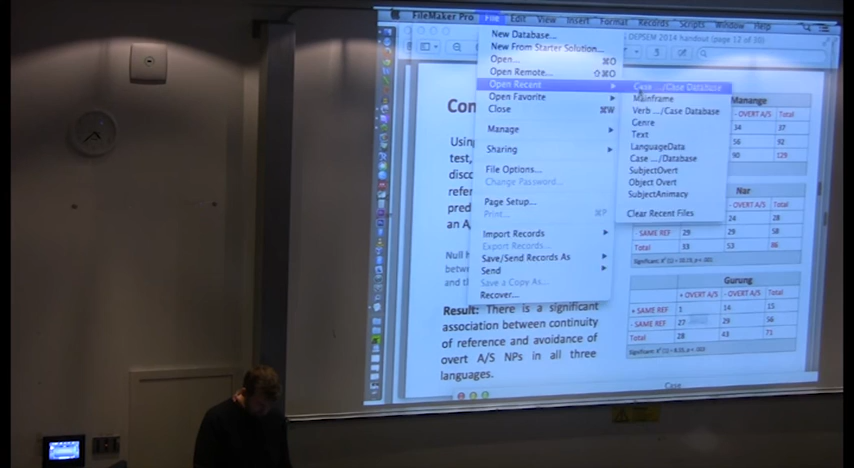 FileMaker Pro File Edit View Insert Format Records Scripts Window Help
DEPSEM 2014 handout (page 12 of 30)
New Database...
New From Starter Solution...
Open... ⌘O
Open Remote... ⇧⌘O
Open Recent
Open Favorite
Close ⌘W
Manage
Sharing
File Options...
Change Password...
Page Setup...
Print... ⌘P
Import Records
Export Records...
Save/Send Records As
Send
Save a Copy As...
Recover...
Case .../Case Database
Mainframe
Verb .../Case Database
Genre
Text
LanguageData
Case .../Database
SubjectOvert
Object Overt
SubjectAnimacy
Clear Recent Files
Con
Using
test,
disco
refer
pred
an A
Null h
betwe
and th
Result: There is a significant
association between continuity
of reference and avoidance of
overt A/S NPs in all three
languages.
Manange
- OVERT A/S Total
34 37
56 92
90 129
Nar
- OVERT A/S Total
24 28
- SAME REF 29 29 58
Total 33 53 86
Gurung
+ OVERT A/S - OVERT A/S Total
+ SAME REF 1 14 15
- SAME REF 27 29 56
Total 28 43 71
Case